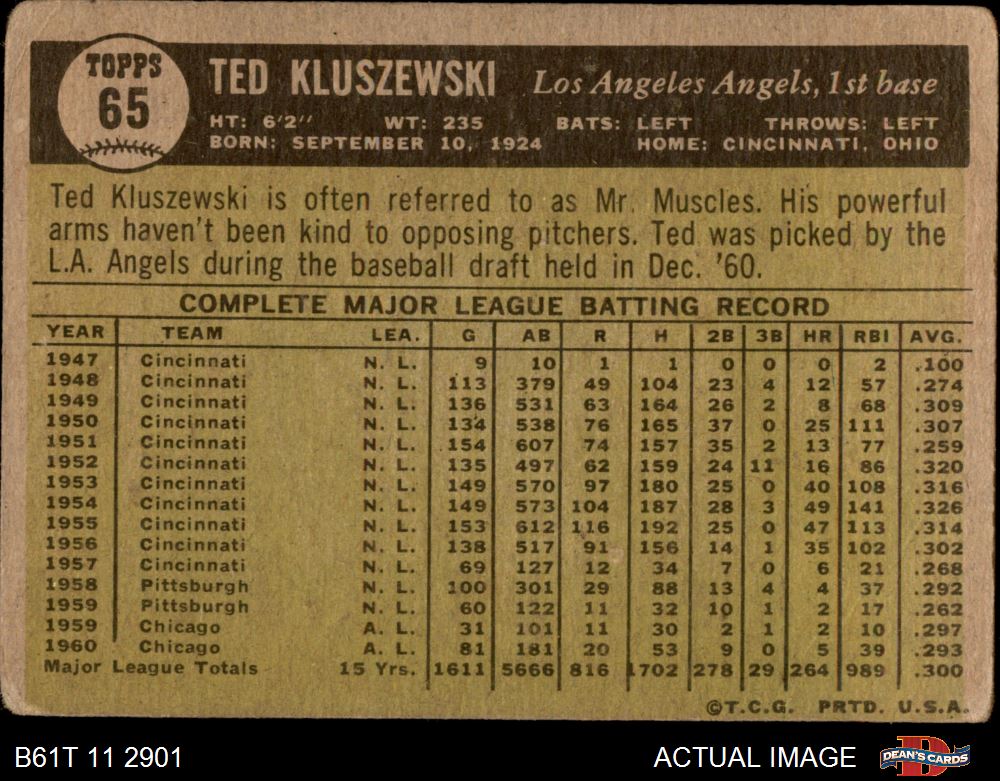 TOPPS
65
TED KLUSZEWSKI Los Angeles Angels, 1st base
HT: 6'2" WT: 235 BATS: LEFT THROWS: LEFT
BORN: SEPTEMBER 10, 1924 HOME: CINCINNATI, OHIO
Ted Kluszewski is often referred to as Mr. Muscles. His powerful
arms haven't been kind to opposing pitchers. Ted was picked by the
L.A. Angels during the baseball draft held in Dec. '60.
COMPLETE MAJOR LEAGUE BATTING RECORD
YEAR TEAM LEA. G AB R H 2B 3B HR RBI AVG.
1947 Cincinnati N. L. 9 10 1 1 0 0 0 2 .100
1948 Cincinnati N. L. 113 379 49 104 23 4 12 57 .274
1949 Cincinnati N. L. 136 531 63 164 26 2 8 68 .309
1950 Cincinnati N. L. 134 538 76 165 37 0 25 111 .307
1951 Cincinnati N. L. 154 607 74 157 35 2 13 77 .259
1952 Cincinnati N. L. 135 497 62 159 24 11 16 86 .320
1953 Cincinnati N. L. 149 570 97 180 25 0 40 108 .316
1954 Cincinnati N. L. 149 573 104 187 28 3 49 141 .326
1955 Cincinnati N. L. 153 612 116 192 25 0 47 113 .314
1956 Cincinnati N. L. 138 517 91 156 14 1 35 102 .302
1957 Cincinnati N. L. 69 127 12 34 7 0 6 21 .268
1958 Pittsburgh N. L. 100 301 29 88 13 4 4 37 .292
1959 Pittsburgh N. L. 60 122 11 32 10 1 2 17 .262
1959 Chicago A. L. 31 101 11 30 2 1 2 10 .297
1960 Chicago A. L. 81 181 20 53 9 0 5 39 .293
Major League Totals 15 Yrs. 1611 5666 816 1702 278 29 264 989 .300
©T.C.G. PRTD. U.S.A.
B61T 11 2901 ACTUAL IMAGE DEAN'S CARDS